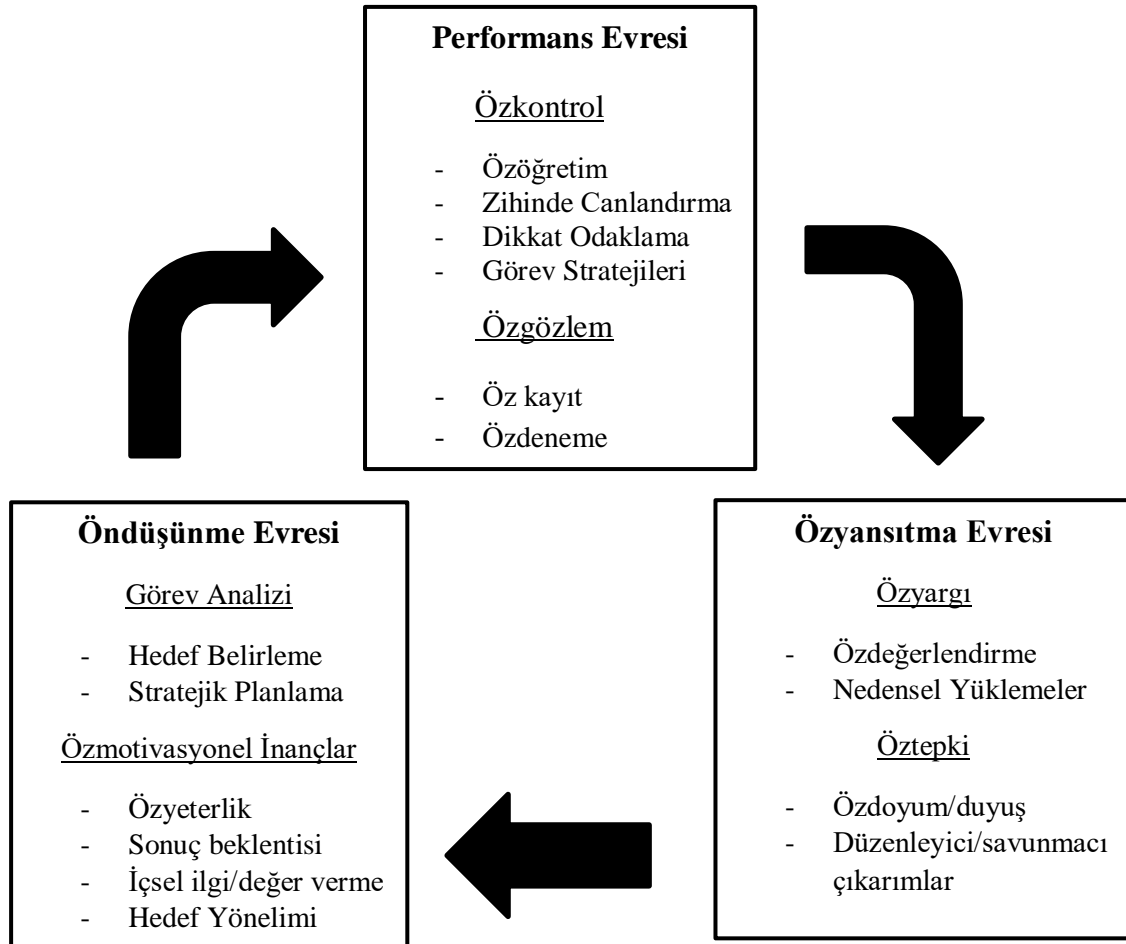 Performans Evresi
Özkontrol
- Özöğretim
- Zihinde Canlandırma
- Dikkat Odaklama
- Görev Stratejileri
Özgözlem
- Öz kayıt
- Özdeneme
Öndüşünme Evresi
Görev Analizi
- Hedef Belirleme
- Stratejik Planlama
Özmotivasyonel İnançlar
- Özyeterlik
- Sonuç beklentisi
- İçsel ilgi/değer verme
- Hedef Yönelimi
Özyansıtma Evresi
Özyargı
- Özdeğerlendirme
- Nedensel Yüklemeler
Öztepki
- Özdoyum/duyuş
- Düzenleyici/savunmacı
çıkarımlar